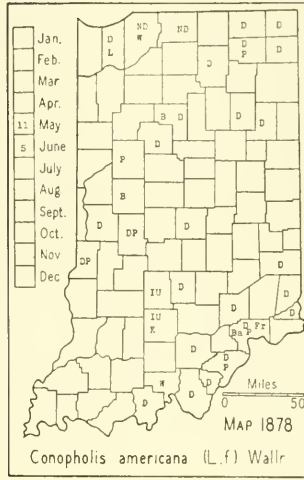 Jan.
Feb.
Mar
Apr.
11 May
5 June
July
Aug
Sept.
Oct.
Nov
Dec
D
L
ND
W
ND
D
D
D
P
D
D
B
D
D
D
D
D
P
B
D
DP
D
DP
D
IU
D
D
D
IU
K
D
Fr
Ba
P
D
D
P
D
W
D
D
Miles
0 50
MAP 1878
Conopholis americana (L.f) Wallr